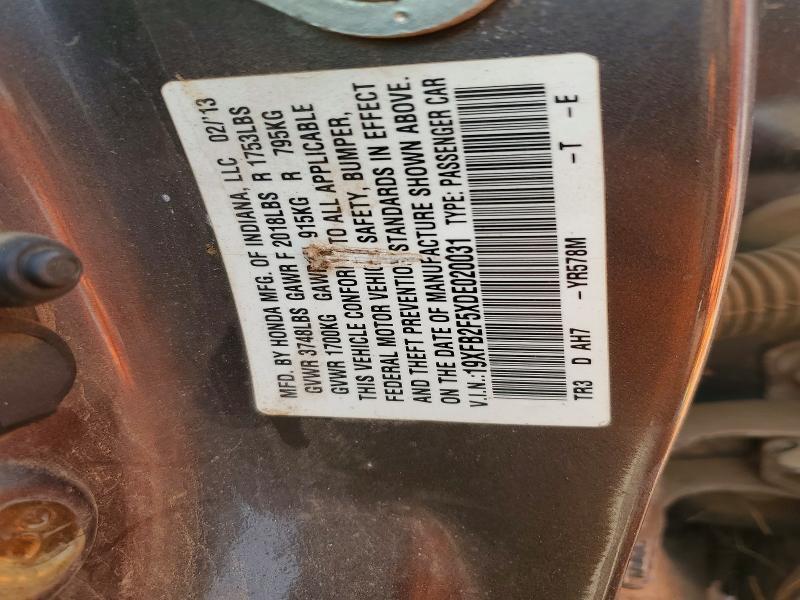 MFD. BY HONDA MFG. OF INDIANA, LLC 02/'13
GVWR 3748LBS GAWR F 2018LBS R 1753LBS
GVWR 1700KG GAWR 915KG R 795KG
THIS VEHICLE CONFORM TO ALL APPLICABLE
FEDERAL MOTOR VEHIC SAFETY, BUMPER,
AND THEFT PREVENTION STANDARDS IN EFFECT
ON THE DATE OF MANUFACTURE SHOWN ABOVE.
V.I.N.:19XFB2F5XDE020031 TYPE: PASSENGER CAR
TR3 D AH7 -YR578M -T -E